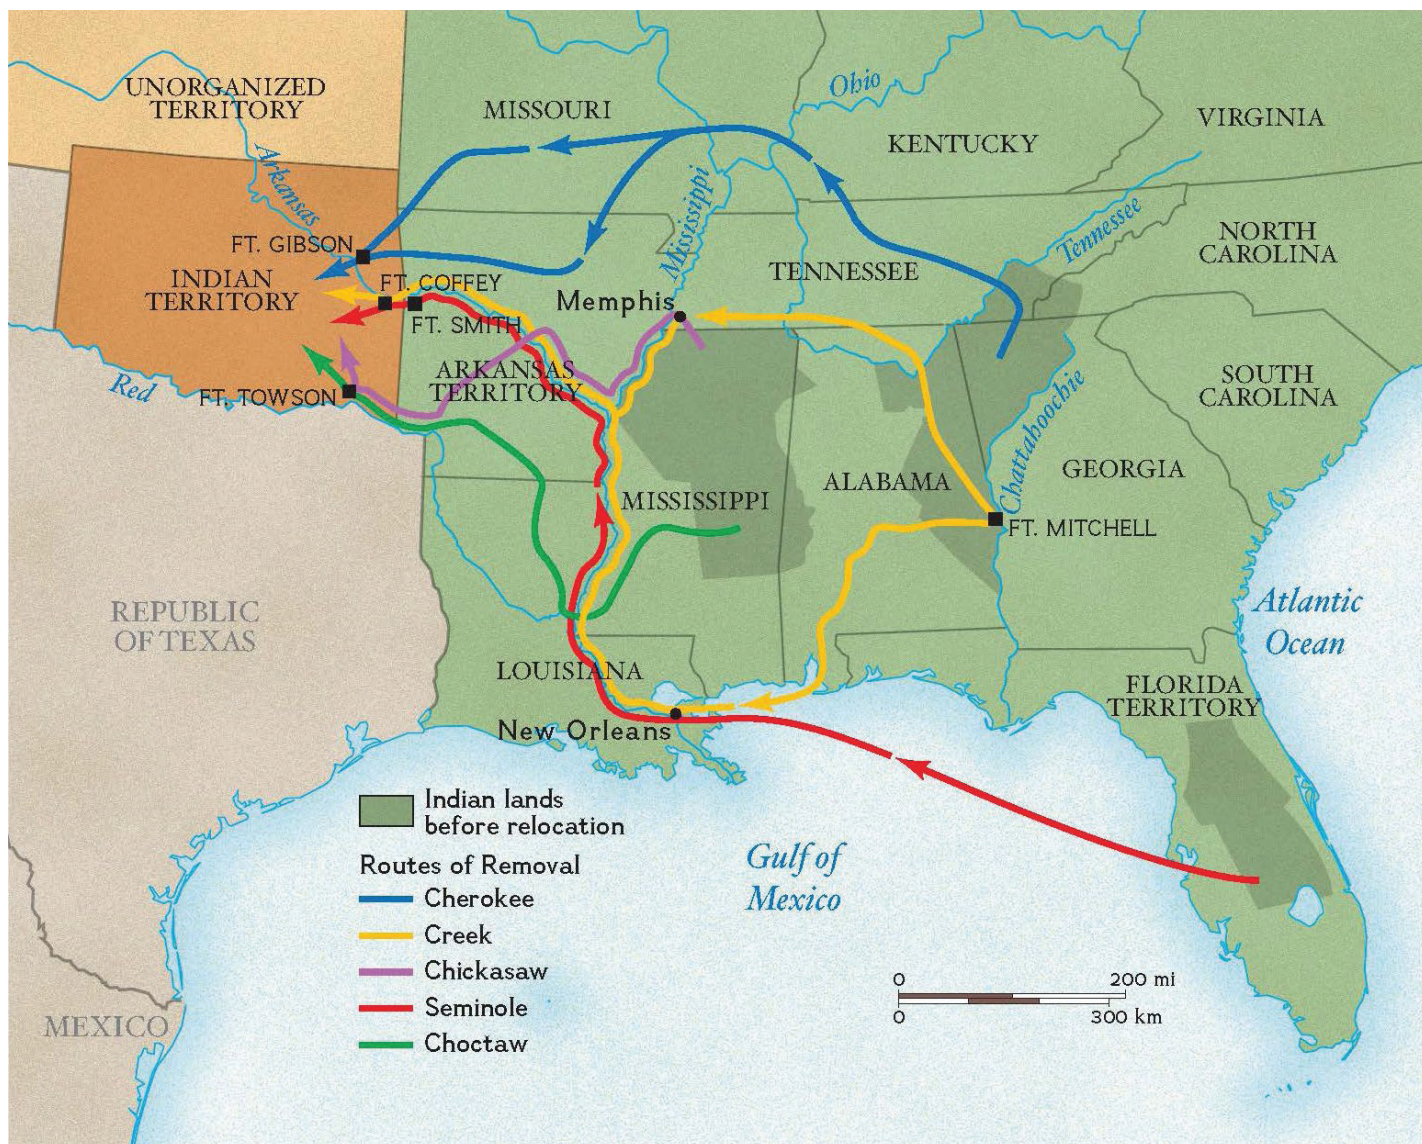 UNORGANIZED
TERRITORY
MISSOURI
Ohio
KENTUCKY
VIRGINIA
Arkansas
Mississippi
Tennessee
NORTH
CAROLINA
FT. GIBSON
INDIAN
TERRITORY
FT. COFFEY
FT. SMITH
Memphis
TENNESSEE
ARKANSAS
TERRITORY
Red
FT. TOWSON
SOUTH
CAROLINA
Chattahoochie
GEORGIA
ALABAMA
MISSISSIPPI
FT. MITCHELL
REPUBLIC
OF TEXAS
Atlantic
Ocean
LOUISIANA
FLORIDA
TERRITORY
New Orleans
Gulf of
Mexico
MEXICO
Indian lands
before relocation
Routes of Removal
Cherokee
Creek
Chickasaw
Seminole
Choctaw
0 200 mi
0 300 km